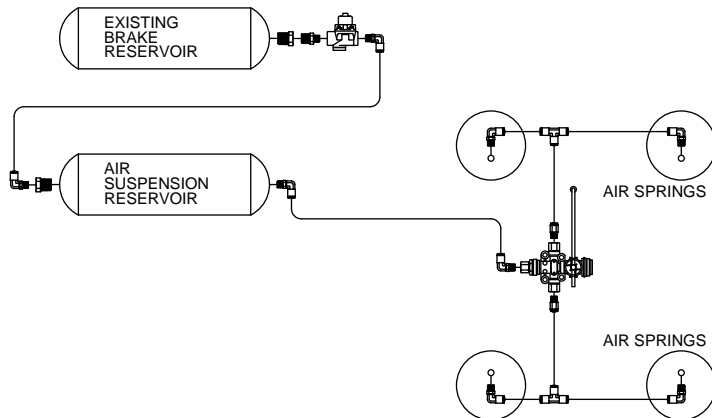 EXISTING
BRAKE
RESERVOIR
AIR
SUSPENSION
RESERVOIR
AIR SPRINGS
AIR SPRINGS